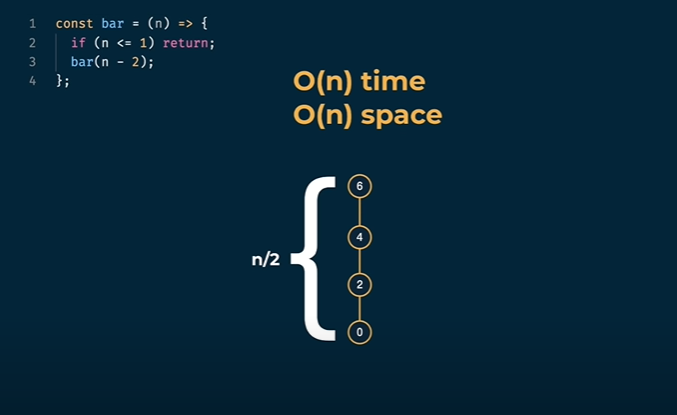 1 const bar = (n) => {
2 if (n <= 1) return;
3 bar(n - 2);
4 };
O(n) time
O(n) space
6
4
n/2
2
0